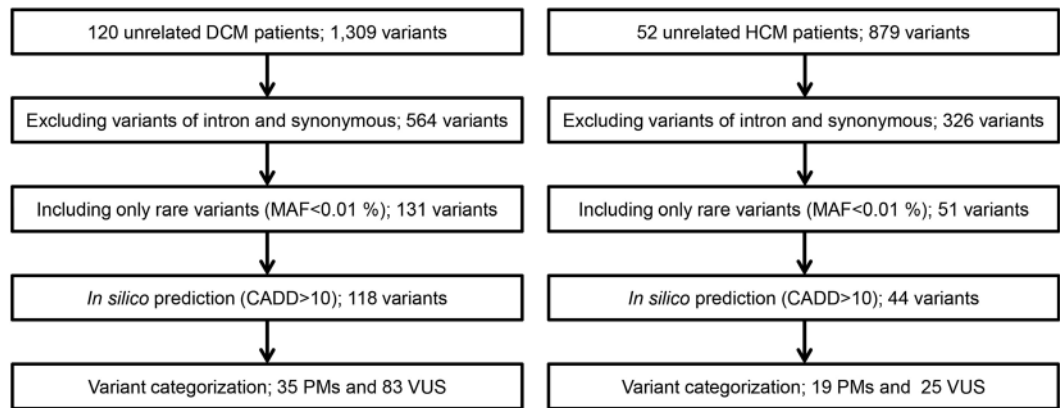 120 unrelated DCM patients; 1,309 variants
Excluding variants of intron and synonymous; 564 variants
Including only rare variants (MAF<0.01 %); 131 variants
In silico prediction (CADD>10); 118 variants
Variant categorization; 35 PMs and 83 VUS
52 unrelated HCM patients; 879 variants
Excluding variants of intron and synonymous; 326 variants
Including only rare variants (MAF<0.01 %); 51 variants
In silico prediction (CADD>10); 44 variants
Variant categorization; 19 PMs and 25 VUS